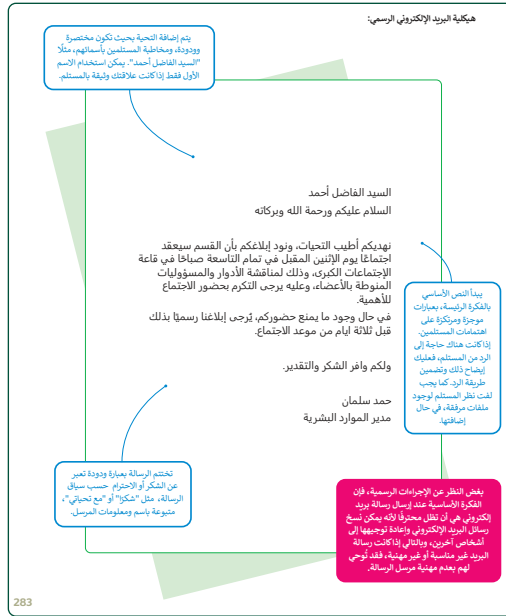 هيكلية البريد الإلكتروني الرسمي:
يتم إضافة التحية بحيث تكون مختصرة
وودودة، ومخاطبة المستلمين بأسمائهم، مثلًا
"السيد الفاضل أحمد". يمكن استخدام الاسم
الأول فقط إذا كانت علاقتك وثيقة بالمستلم.
السيد الفاضل أحمد
السلام عليكم ورحمة الله وبركاته
نهديكم أطيب التحيات، ونود إبلاغكم بأن القسم سيعقد
اجتماعًا يوم الإثنين المقبل في تمام التاسعة صباحًا في قاعة
الإجتماعات الكبرى، وذلك لمناقشة الأدوار والمسؤوليات
المنوطة بالأعضاء، وعليه يرجى التكرم بحضور الاجتماع
للأهمية.
في حال وجود ما يمنع حضوركم، يُرجى إبلاغنا رسميًا بذلك
قبل ثلاثة ايام من موعد الاجتماع.
ولكم وافر الشكر والتقدير.
حمد سلمان
مدير الموارد البشرية
يبدأ النص الأساسي
بالفكرة الرئيسة، بعبارات
موجزة ومرتكزة على
اهتمامات المستلمين.
إذا كانت هناك حاجة إلى
الرد من المستلم، فعليك
إيضاح ذلك وتضمين
طريقة الرد. كما يجب
لفت نظر المستلم لوجود
ملفات مرفقة، في حال
إضافتها.
تختتم الرسالة بعبارة ودودة تعبر
عن الشكر أو الاحترام حسب سياق
الرسالة، مثل "شكرًا" أو "مع تحياتي"،
متبوعة باسم ومعلومات المرسل.
بغض النظر عن الإجراءات الرسمية، فإن
الفكرة الأساسية عند إرسال رسالة بريد
إلكتروني هي أن تظل محترفًا لأنه يمكن نسخ
رسائل البريد الإلكتروني وإعادة توجيهها إلى
أشخاص آخرين، وبالتالي إذا كانت رسالة
البريد غير مناسبة أو غير مهنية، فقد تُوحي
لهم بعدم مهنية مرسل الرسالة.
283